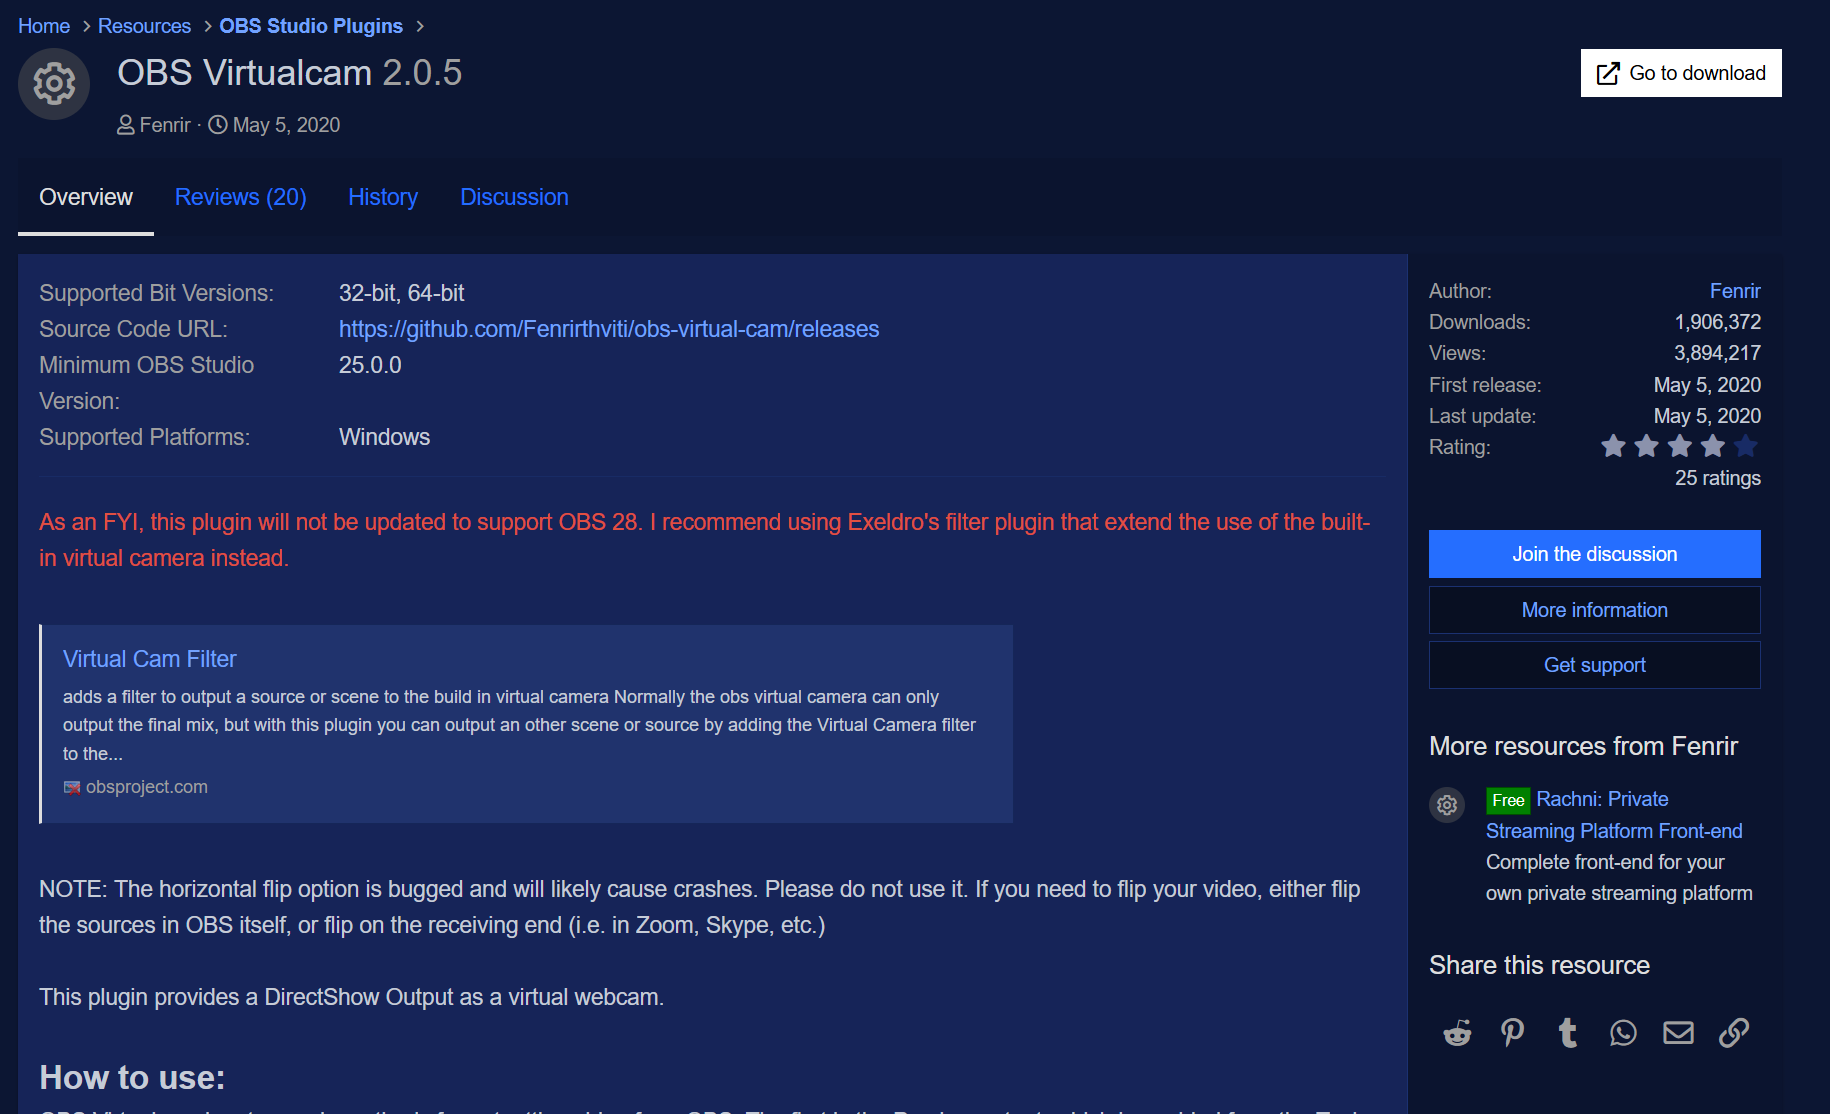 Home > Resources > OBS Studio Plugins >
OBS Virtualcam 2.0.5
Go to download
Fenrir · May 5, 2020
Overview Reviews (20) History Discussion
Supported Bit Versions: 32-bit, 64-bit
Source Code URL: https://github.com/Fenrirthviti/obs-virtual-cam/releases
Minimum OBS Studio 25.0.0
Version:
Supported Platforms: Windows
As an FYI, this plugin will not be updated to support OBS 28. I recommend using Exeldro's filter plugin that extend the use of the built-
in virtual camera instead.
Virtual Cam Filter
adds a filter to output a source or scene to the build in virtual camera Normally the obs virtual camera can only
output the final mix, but with this plugin you can output an other scene or source by adding the Virtual Camera filter
to the...
obsproject.com
NOTE: The horizontal flip option is bugged and will likely cause crashes. Please do not use it. If you need to flip your video, either flip
the sources in OBS itself, or flip on the receiving end (i.e. in Zoom, Skype, etc.)
This plugin provides a DirectShow Output as a virtual webcam.
How to use:
Author: Fenrir
Downloads: 1,906,372
Views: 3,894,217
First release: May 5, 2020
Last update: May 5, 2020
Rating:
25 ratings
Join the discussion
More information
Get support
More resources from Fenrir
Free Rachni: Private
Streaming Platform Front-end
Complete front-end for your
own private streaming platform
Share this resource